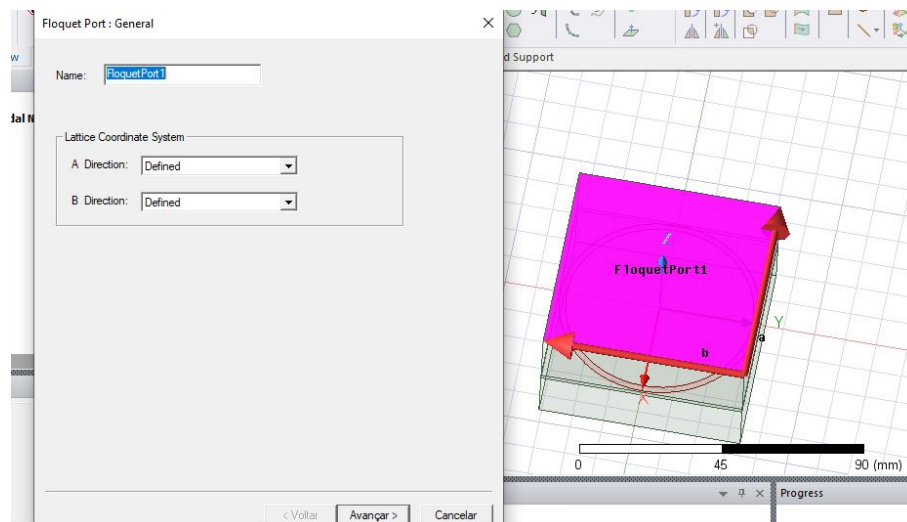 Floquet Port : General
Name: FloquetPort1
Lattice Coordinate System
A Direction: Defined
B Direction: Defined
< Voltar
Avançar >
Cancelar
w
dal N
d Support
FloquetPort1
Y
a
b
X
0
45
90 (mm)
Progress